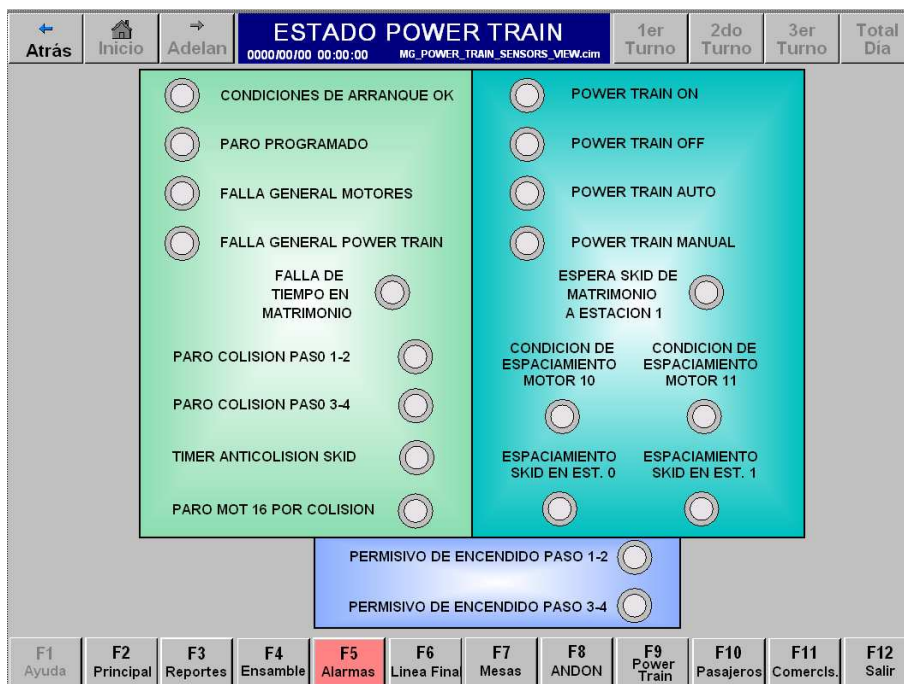 Atrás
Inicio
Adelan
ESTADO POWER TRAIN
0000/00/00 00:00:00 MG_POWER_TRAIN_SENSORS_VIEW.cim
1er
Turno
2do
Turno
3er
Turno
Total
Día
CONDICIONES DE ARRANQUE OK
PARO PROGRAMADO
FALLA GENERAL MOTORES
FALLA GENERAL POWER TRAIN
FALLA DE
TIEMPO EN
MATRIMONIO
PARO COLISION PAS0 1-2
PARO COLISION PAS0 3-4
TIMER ANTICOLISION SKID
PARO MOT 16 POR COLISION
POWER TRAIN ON
POWER TRAIN OFF
POWER TRAIN AUTO
POWER TRAIN MANUAL
ESPERA SKID DE
MATRIMONIO
A ESTACION 1
CONDICION DE
ESPACIAMIENTO
MOTOR 10
CONDICION DE
ESPACIAMIENTO
MOTOR 11
ESPACIAMIENTO
SKID EN EST. 0
ESPACIAMIENTO
SKID EN EST. 1
PERMISIVO DE ENCENDIDO PASO 1-2
PERMISIVO DE ENCENDIDO PASO 3-4
F1
Ayuda
F2
Principal
F3
Reportes
F4
Ensamble
F5
Alarmas
F6
Linea Final
F7
Mesas
F8
ANDON
F9
Power
Train
F10
Pasajeros
F11
Comercls.
F12
Salir